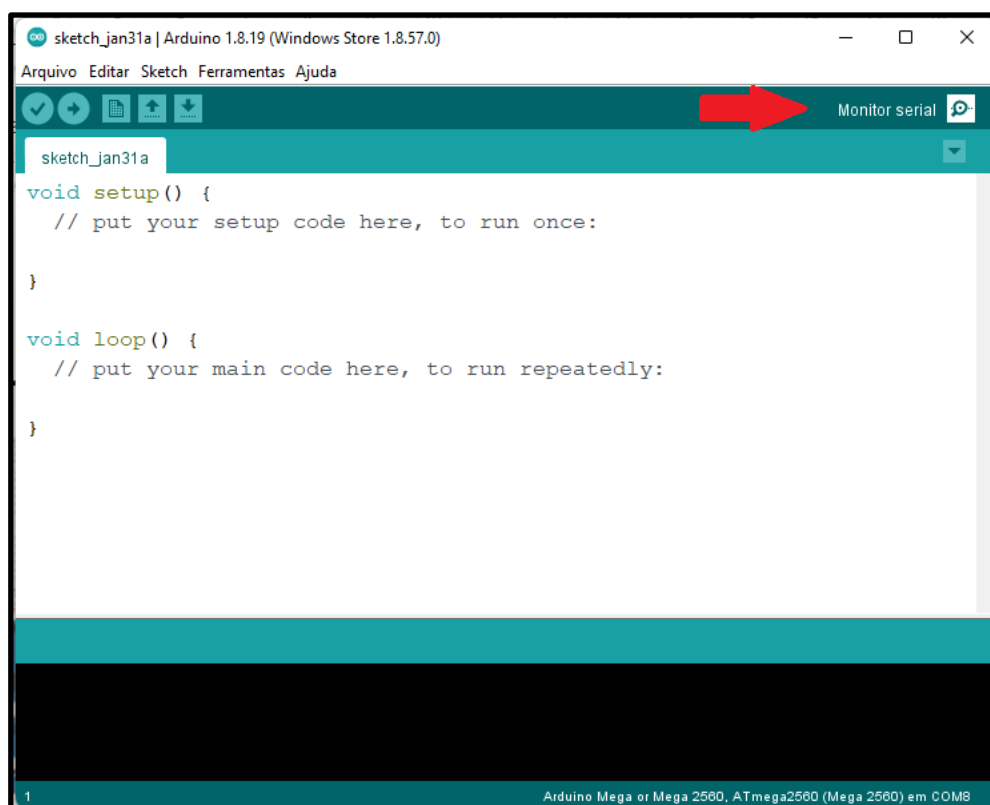 sketch_jan31a | Arduino 1.8.19 (Windows Store 1.8.57.0)
Arquivo Editar Sketch Ferramentas Ajuda
Monitor serial
sketch_jan31a
void setup() {
  // put your setup code here, to run once:
}
void loop() {
  // put your main code here, to run repeatedly:
}
1 Arduino Mega or Mega 2560, ATmega2560 (Mega 2560) em COM8